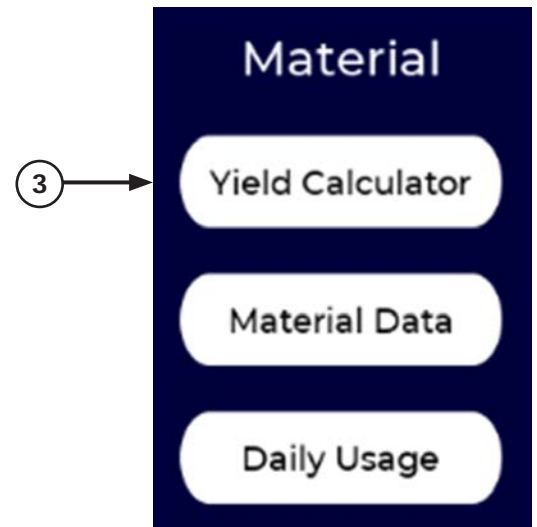 Material
3
Yield Calculator
Material Data
Daily Usage